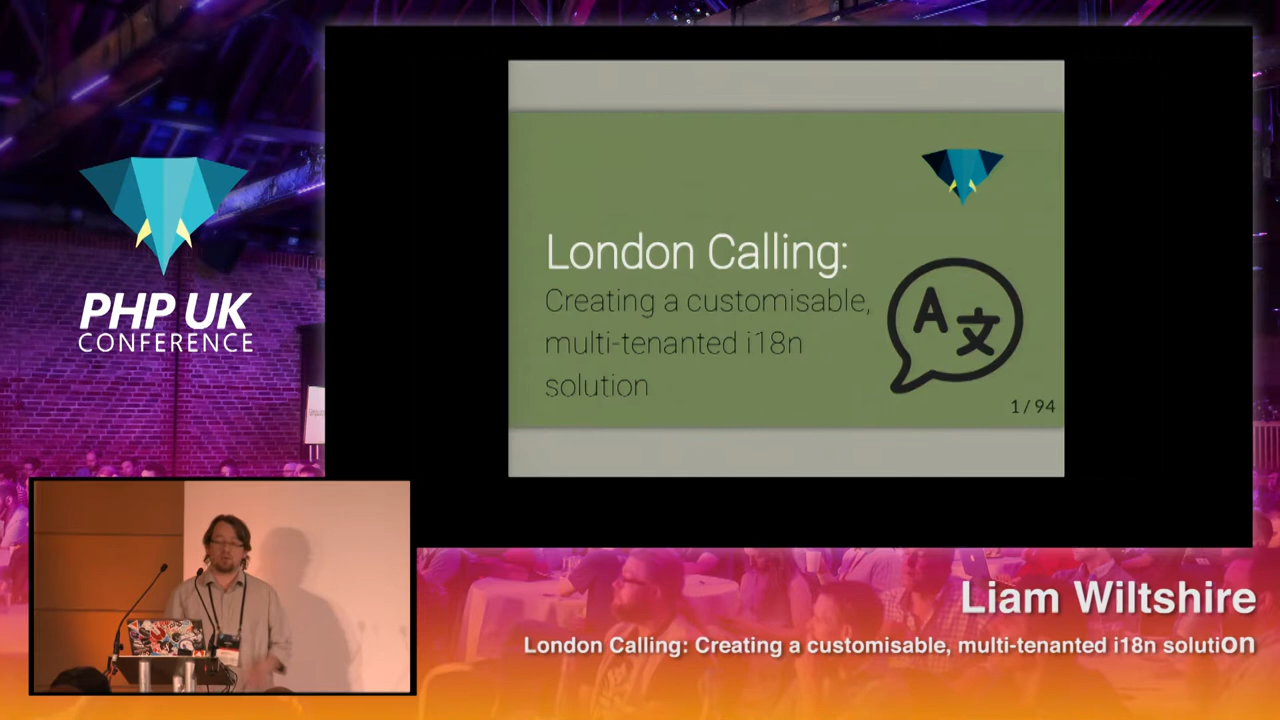 PHP UK
CONFERENCE
London Calling:
Creating a customisable,
multi-tenanted i18n
solution
A 文
1 / 94
Liam Wiltshire
London Calling: Creating a customisable, multi-tenanted i18n solution